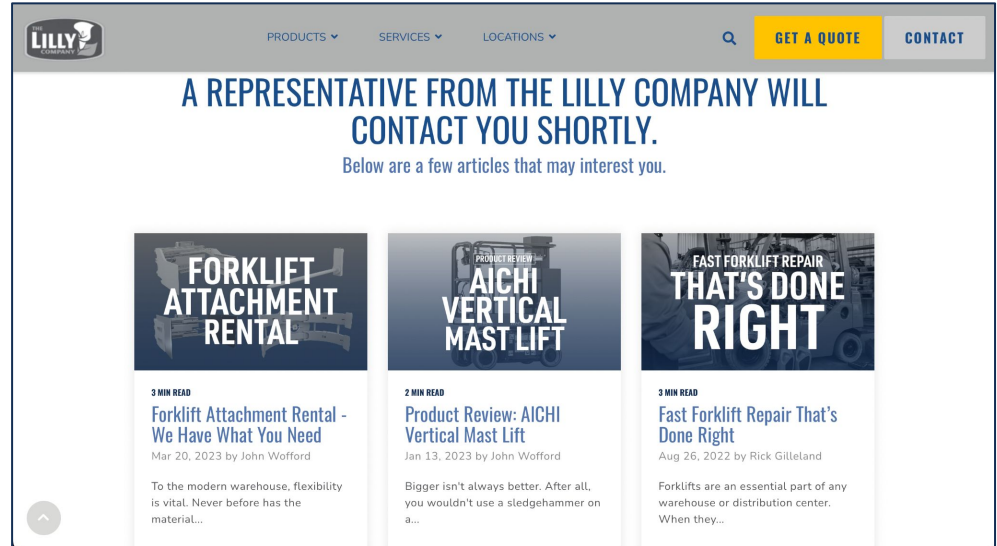 THE
LILLY
COMPANY
PRODUCTS
SERVICES
LOCATIONS
GET A QUOTE
CONTACT
A REPRESENTATIVE FROM THE LILLY COMPANY WILL
CONTACT YOU SHORTLY.
Below are a few articles that may interest you.
FORKLIFT
ATTACHMENT
RENTAL
3 MIN READ
Forklift Attachment Rental -
We Have What You Need
Mar 20, 2023 by John Wofford
To the modern warehouse, flexibility
is vital. Never before has the
material...
PRODUCT REVIEW
AICHI
VERTICAL
MAST LIFT
2 MIN READ
Product Review: AICHI
Vertical Mast Lift
Jan 13, 2023 by John Wofford
Bigger isn't always better. After all,
you wouldn't use a sledgehammer on
a...
FAST FORKLIFT REPAIR
THAT'S DONE
RIGHT
3 MIN READ
Fast Forklift Repair That’s
Done Right
Aug 26, 2022 by Rick Gilleland
Forklifts are an essential part of any
warehouse or distribution center.
When they...